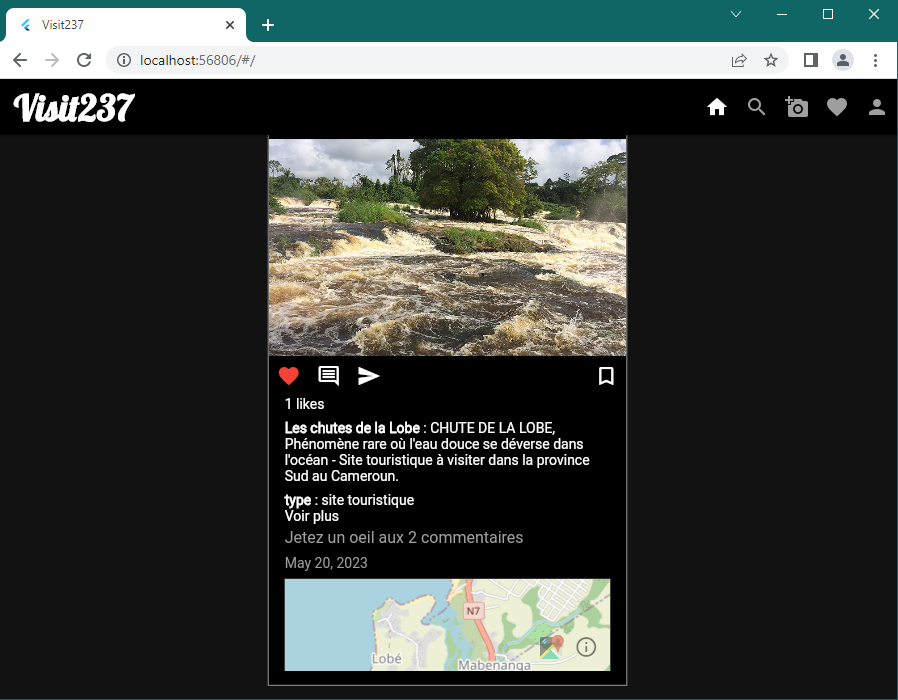 Visit237
localhost:56806/#/
Visit237
1 likes
Les chutes de la Lobe : CHUTE DE LA LOBE,
Phénomène rare où l'eau douce se déverse dans
l'océan - Site touristique à visiter dans la province
Sud au Cameroun.
type : site touristique
Voir plus
Jetez un oeil aux 2 commentaires
May 20, 2023
N7
Lobé
Mabenanga